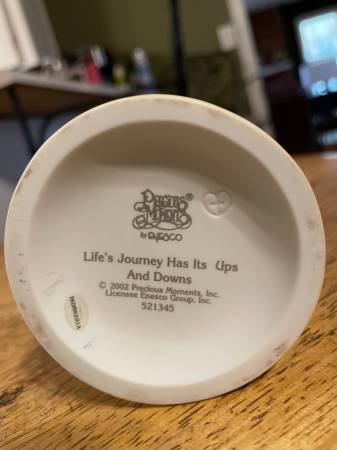 Precious
Moments®
by ENESCO
Life's Journey Has Its Ups
And Downs
© 2002 Precious Moments, Inc.
Licensee Enesco Group, Inc.
521345